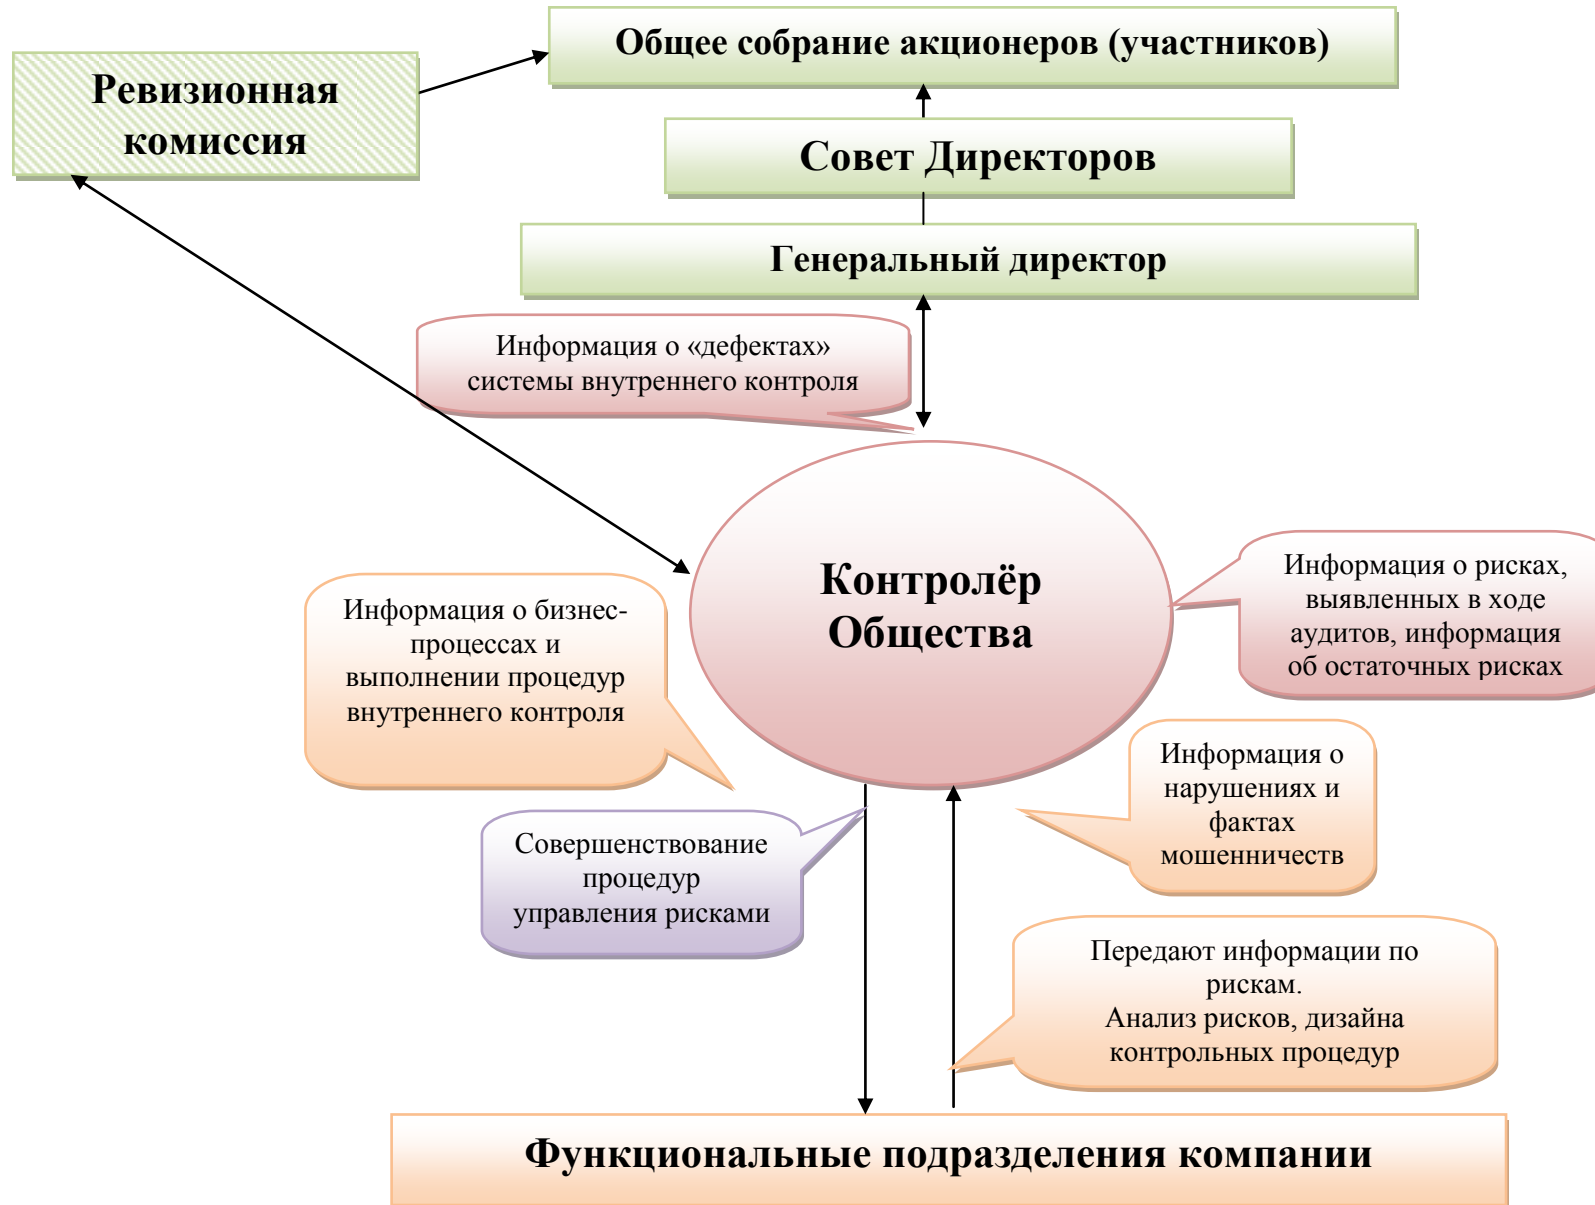 Общее собрание акционеров (участников)
Ревизионная
комиссия
Совет Директоров
Генеральный директор
Информация о «дефектах»
системы внутреннего контроля
Контролёр
Общества
Информация о рисках,
выявленных в ходе
аудитов, информация
об остаточных рисках
Информация о бизнес-
процессах и
выполнении процедур
внутреннего контроля
Информация о
нарушениях и
фактах
мошенничеств
Совершенствование
процедур
управления рисками
Передают информации по
рискам.
Анализ рисков, дизайна
контрольных процедур
Функциональные подразделения компании